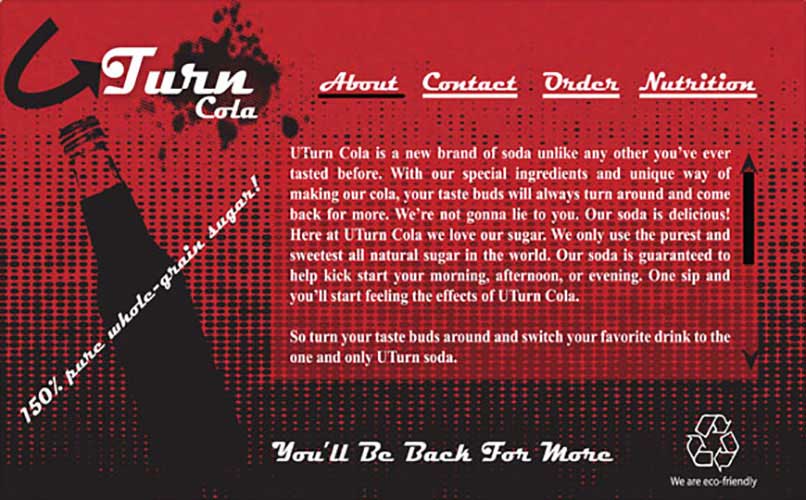 Turn
Cola
About Contact Order Nutrition
UTurn Cola is a new brand of soda unlike any other you've ever
tasted before. With our special ingredients and unique way of
making our cola, your taste buds will always turn around and come
back for more. We're not gonna lie to you. Our soda is delicious!
Here at UTurn Cola we love our sugar. We only use the purest and
sweetest all natural sugar in the world. Our soda is guaranteed to
help kick start your morning, afternoon, or evening. One sip and
you'll start feeling the effects of UTurn Cola.
So turn your taste buds around and switch your favorite drink to the
one and only UTurn soda.
150% pure whole-grain sugar!
You'll Be Back For More
We are eco-friendly